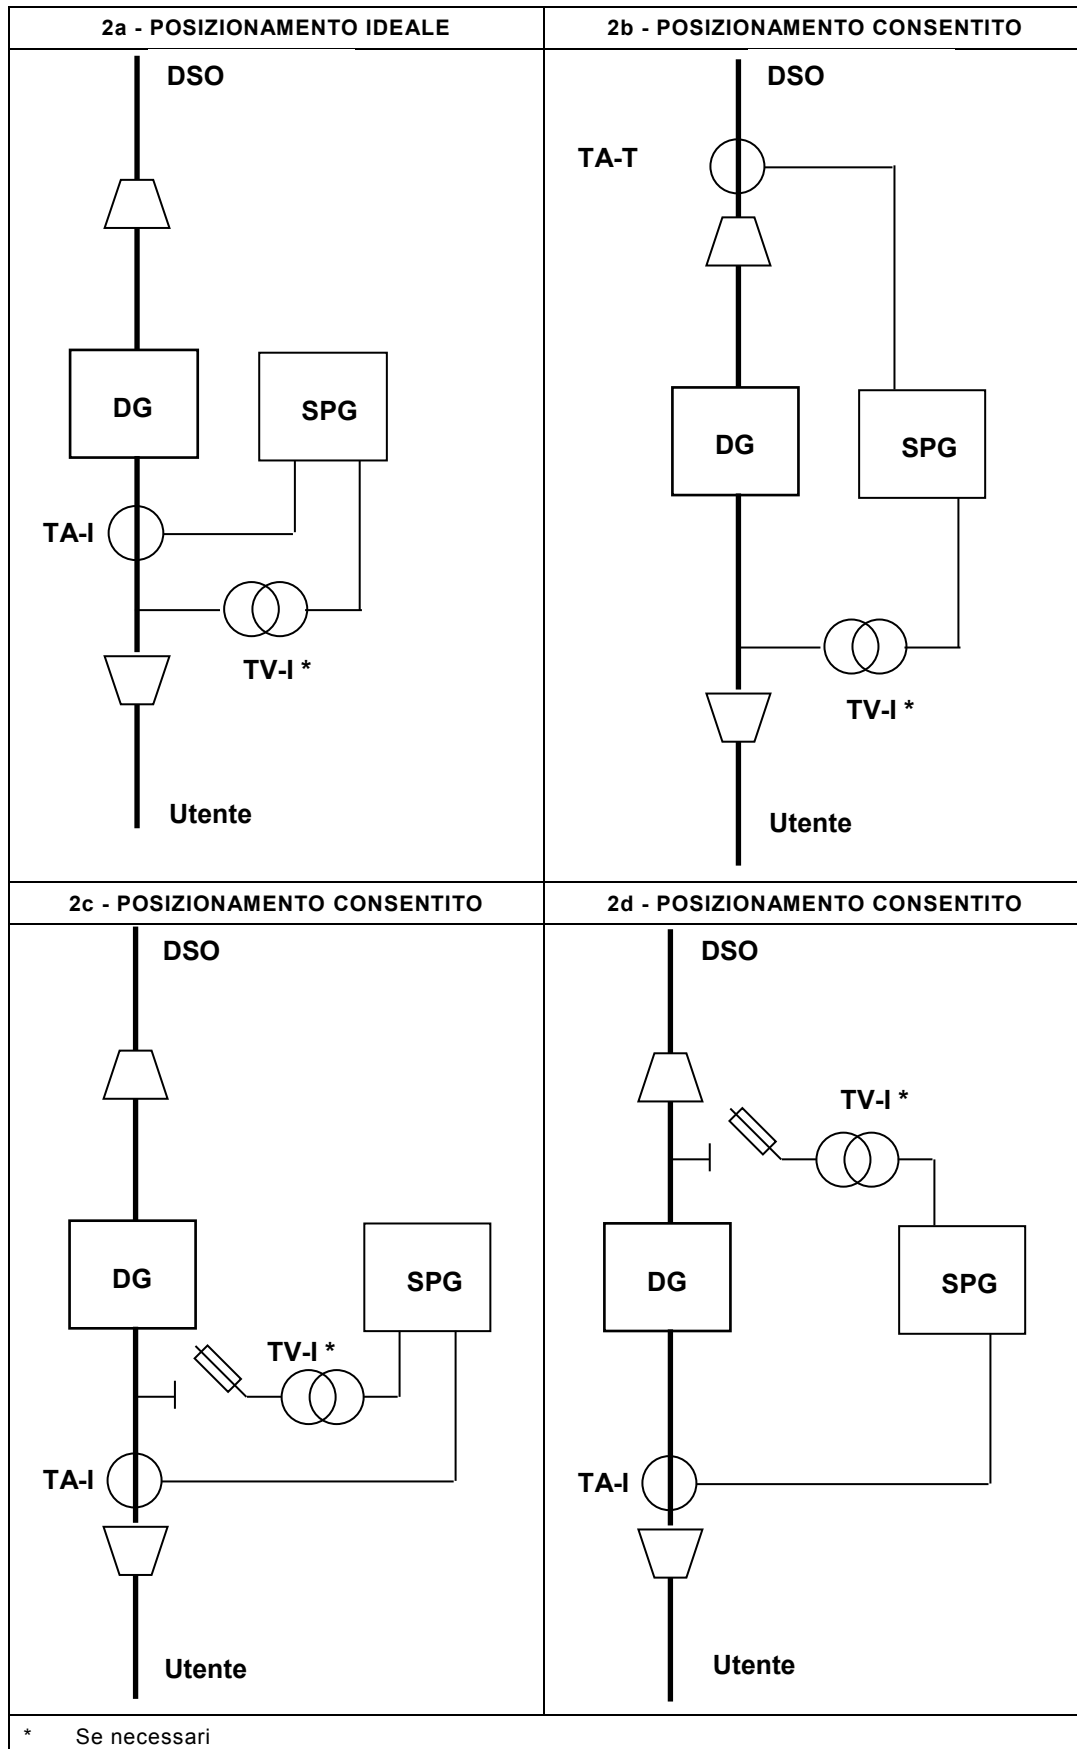 2a - POSIZIONAMENTO IDEALE
2b - POSIZIONAMENTO CONSENTITO
DSO
DG
SPG
TA-I
TV-I *
Utente
DSO
TA-T
DG
SPG
TV-I *
Utente
2c - POSIZIONAMENTO CONSENTITO
2d - POSIZIONAMENTO CONSENTITO
DSO
DG
SPG
TV-I *
TA-I
Utente
DSO
TV-I *
DG
SPG
TA-I
Utente
* Se necessari